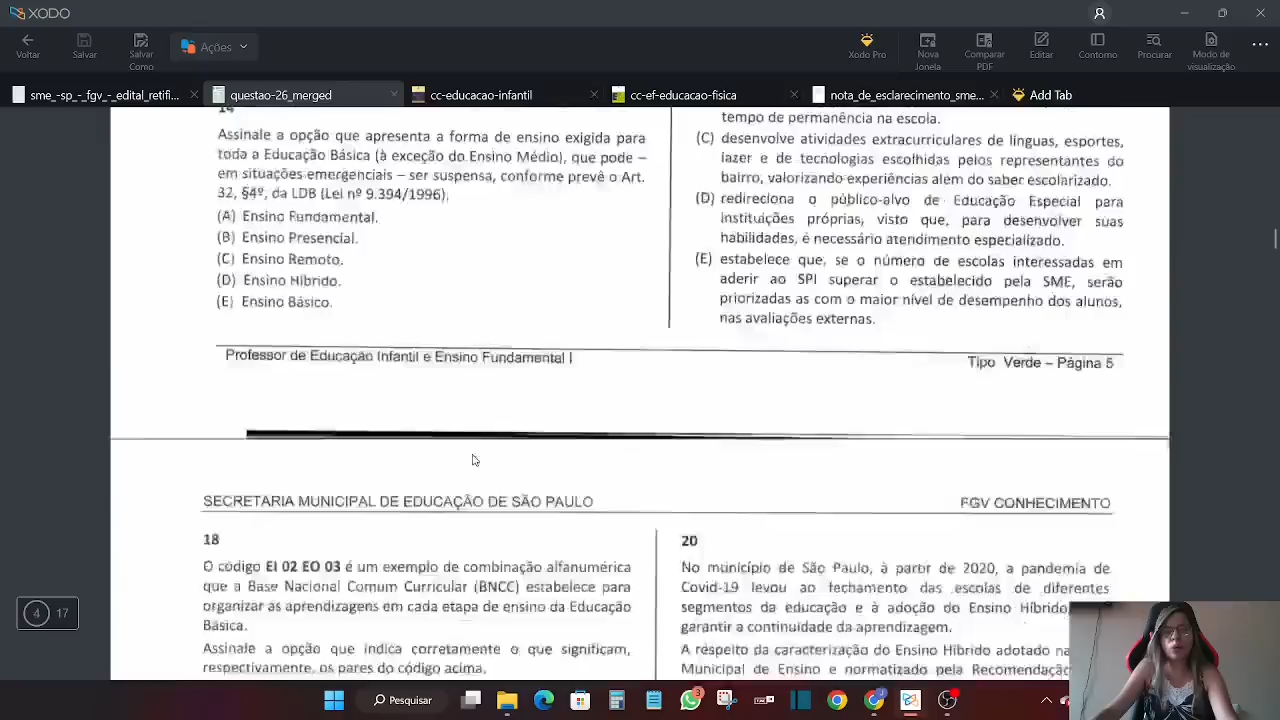 XODO
Voltar
Salvar
Salvar Como
Ações
Xodo Pro
Nova Janela
Comparar PDF
Editar
Contorno
Procurar
Modo de visualização
sme_-sp_-_fgv_-_edital_retifi...
questao-26_merged
cc-educacao-infantil
cc-ef-educacao-fisica
nota_de_esclarecimento_sme...
Add Tab
14
Assinale a opção que apresenta a forma de ensino exigida para
toda a Educação Básica (à exceção do Ensino Médio), que pode –
em situações emergenciais – ser suspensa, conforme prevê o Art.
32, §4º, da LDB (Lei nº 9.394/1996).
(A) Ensino Fundamental.
(B) Ensino Presencial.
(C) Ensino Remoto.
(D) Ensino Híbrido.
(E) Ensino Básico.
tempo de permanência na escola.
(C) desenvolve atividades extracurriculares de línguas, esportes,
lazer e de tecnologias escolhidas pelos representantes do
bairro, valorizando experiências além do saber escolarizado.
(D) redireciona o público-alvo de Educação Especial para
instituições próprias, visto que, para desenvolver suas
habilidades, é necessário atendimento especializado.
(E) estabelece que, se o número de escolas interessadas em
aderir ao SPI superar o estabelecido pela SME, serão
priorizadas as com o maior nível de desempenho dos alunos,
nas avaliações externas.
Professor de Educação Infantil e Ensino Fundamental I
Tipo Verde – Página 5
SECRETARIA MUNICIPAL DE EDUCAÇÃO DE SÃO PAULO
FGV CONHECIMENTO
18
O código EI 02 EO 03 é um exemplo de combinação alfanumérica
que a Base Nacional Comum Curricular (BNCC) estabelece para
organizar as aprendizagens em cada etapa de ensino da Educação
Básica.
Assinale a opção que indica corretamente o que significam,
respectivamente, os pares do código acima.
20
No município de São Paulo, à partir de 2020, a pandemia de
Covid-19 levou ao fechamento das escolas de diferentes
segmentos da educação e à adoção do Ensino Híbrido
garantir a continuidade da aprendizagem.
A respeito da caracterização do Ensino Híbrido adotado na
Municipal de Ensino e normatizado pela Recomendação
4 17
Pesquisar
3